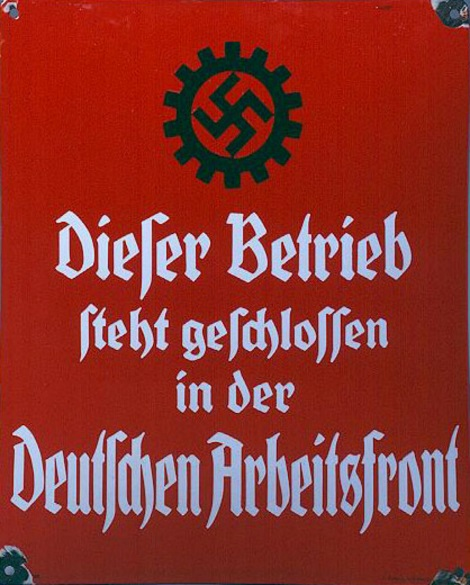 Dieſer Betrieb
ſteht geſchloſſen
in der
Deutſchen Arbeitsfront